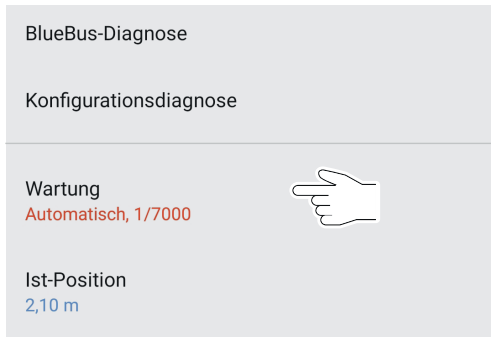 BlueBus-Diagnose
Konfigurationsdiagnose
Wartung
Automatisch, 1/7000
Ist-Position
2,10 m